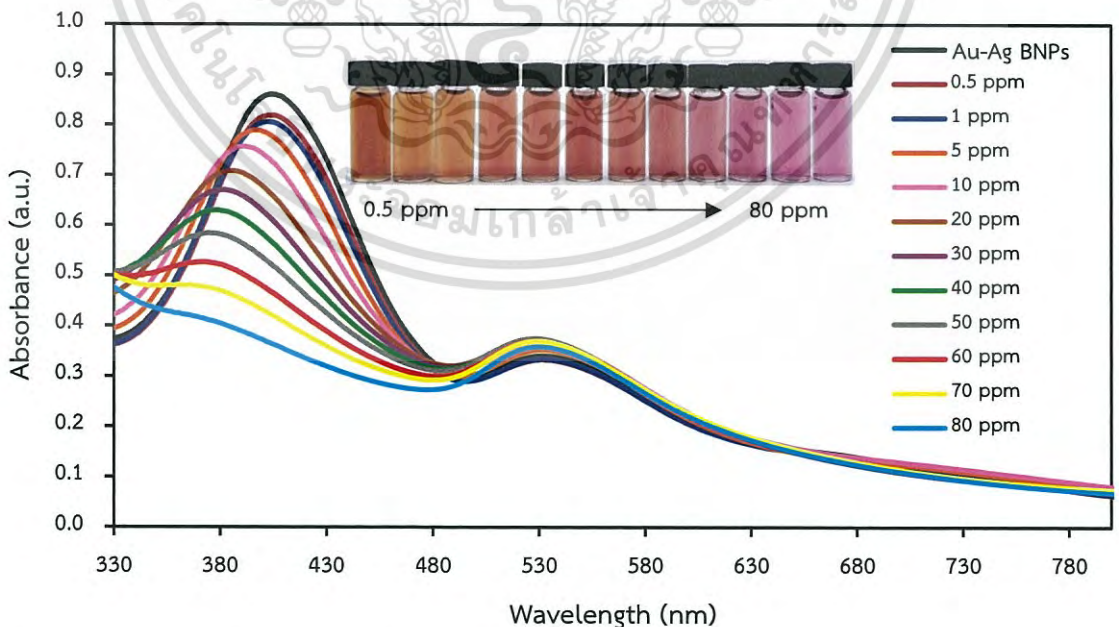 1.0
0.9
0.8
0.7
0.6
0.5
0.4
0.3
0.2
0.1
0.0
Absorbance (a.u.)
0.5 ppm
80 ppm
Au-Ag BNPs
0.5 ppm
1 ppm
5 ppm
10 ppm
20 ppm
30 ppm
40 ppm
50 ppm
60 ppm
70 ppm
80 ppm
330 380 430 480 530 580 630 680 730 780
Wavelength (nm)